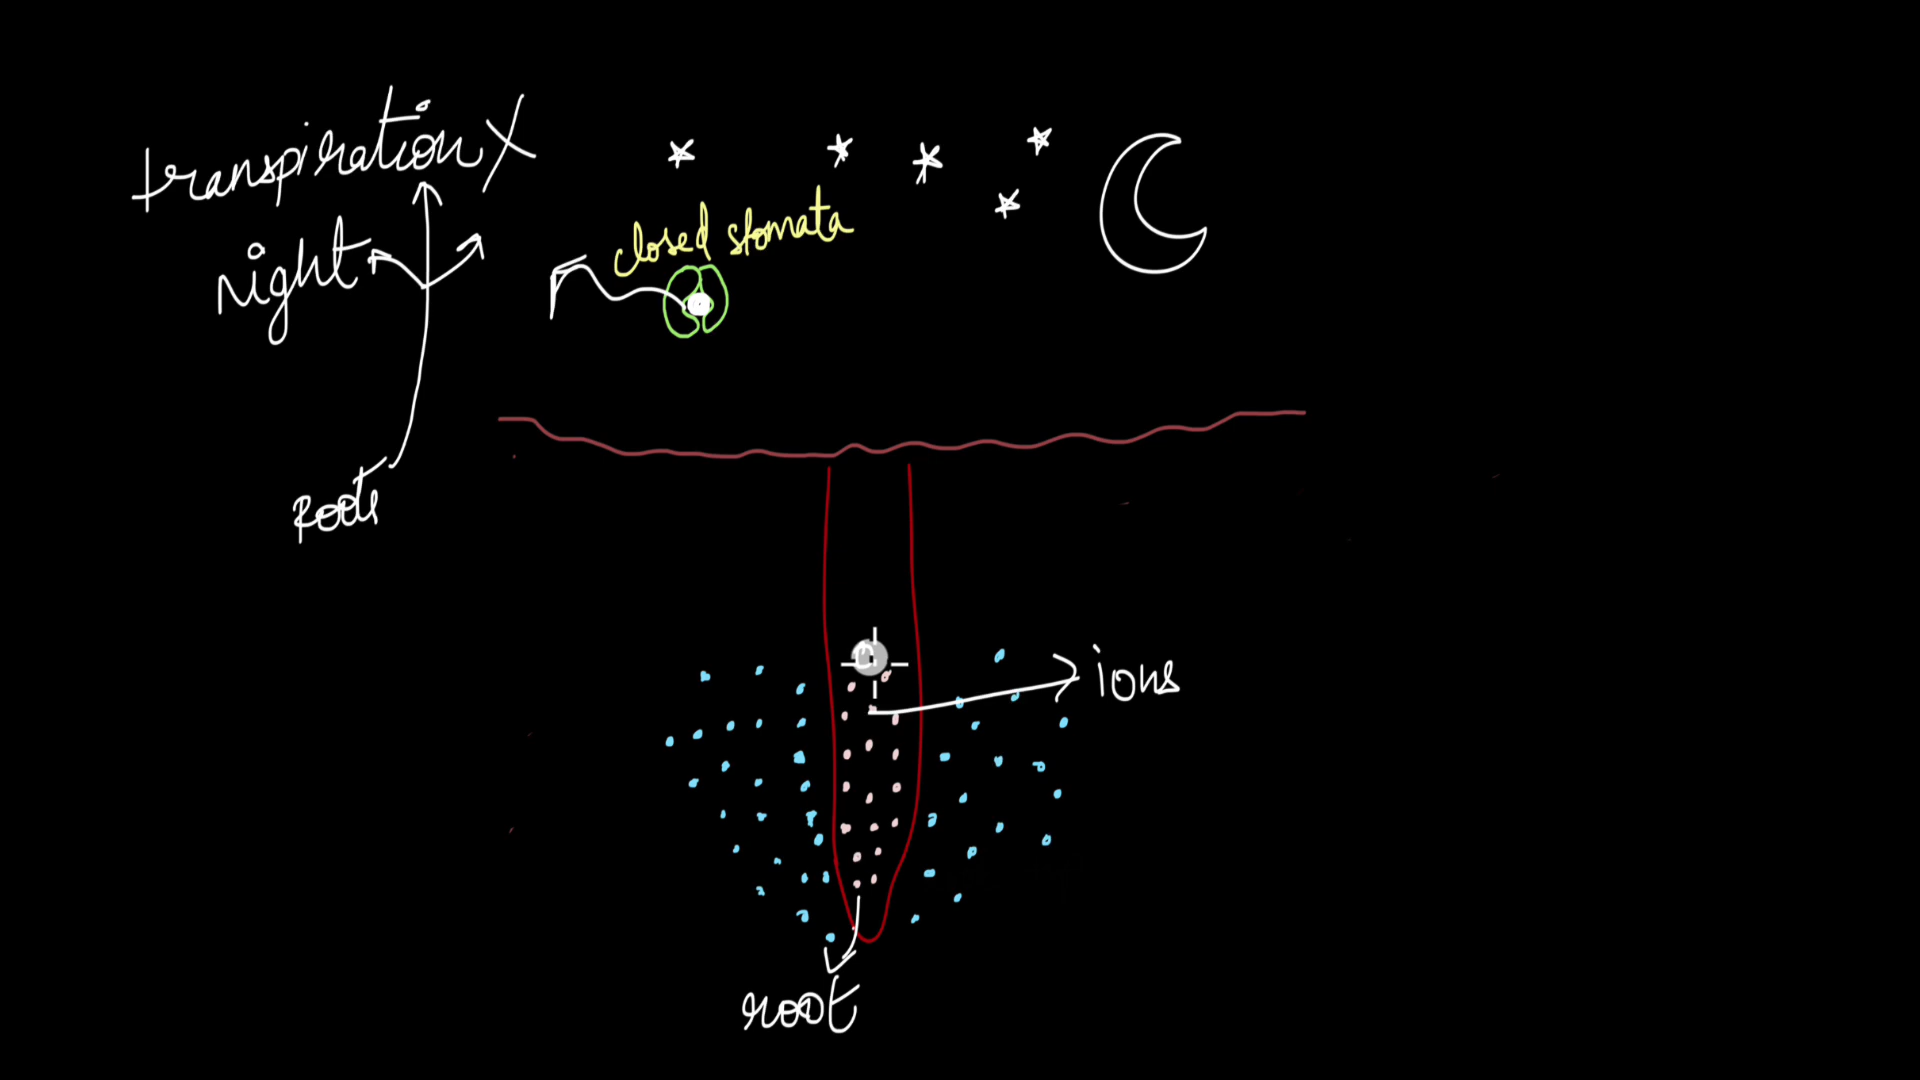 transpiration X
night
closed stomata
roots
ions
root